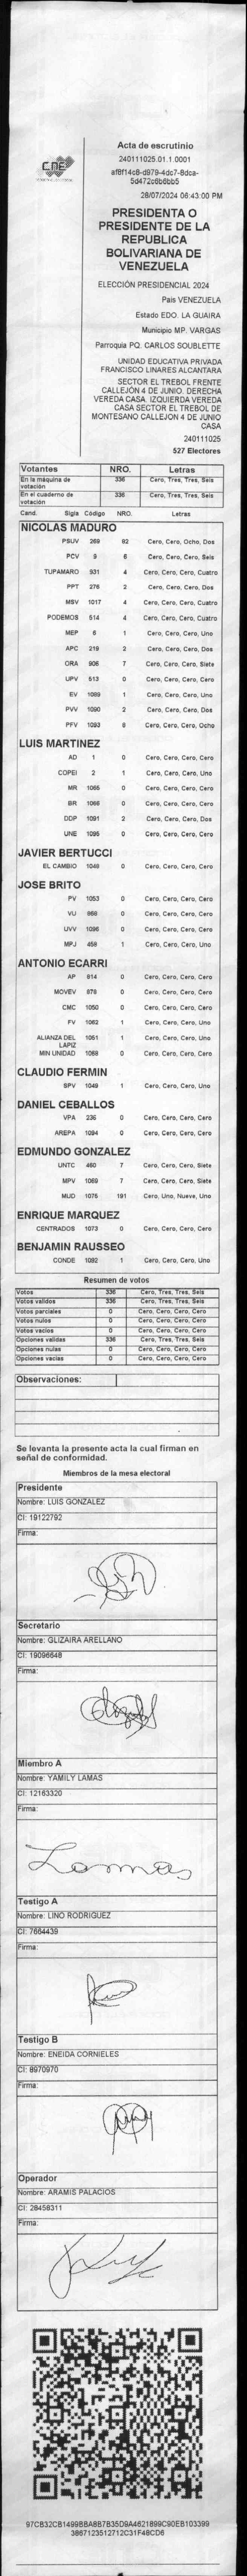 CNE
Acta de escrutinio
240111025.01.1.0001
af8f14c8-d979-4dc7-8dca-
5d472c6b6bb5
28/07/2024 06:43:00 PM
PRESIDENTA O
PRESIDENTE DE LA
REPUBLICA
BOLIVARIANA DE
VENEZUELA
ELECCIÓN PRESIDENCIAL 2024
Pais VENEZUELA
Estado EDO. LA GUAIRA
Municipio MP. VARGAS
Parroquia PQ. CARLOS SOUBLETTE
UNIDAD EDUCATIVA PRIVADA
FRANCISCO LINARES ALCANTARA
SECTOR EL TREBOL FRENTE
CALLEJÓN 4 DE JUNIO. DERECHA
VEREDA CASA. IZQUIERDA VEREDA
CASA SECTOR EL TREBOL DE
MONTESANO CALLEJON 4 DE JUNIO
CASA
240111025
527 Electores
Votantes NRO. Letras
En la máquina de votación 336 Cero, Tres, Tres, Seis
En el cuaderno de votación 336 Cero, Tres, Tres, Seis
Cand. Sigla Código NRO. Letras
NICOLAS MADURO
PSUV 269 82 Cero, Cero, Ocho, Dos
PCV 9 6 Cero, Cero, Cero, Seis
TUPAMARO 931 4 Cero, Cero, Cero, Cuatro
PPT 276 2 Cero, Cero, Cero, Dos
MSV 1017 4 Cero, Cero, Cero, Cuatro
PODEMOS 514 4 Cero, Cero, Cero, Cuatro
MEP 6 1 Cero, Cero, Cero, Uno
APC 219 2 Cero, Cero, Cero, Dos
ORA 906 7 Cero, Cero, Cero, Siete
UPV 513 0 Cero, Cero, Cero, Cero
EV 1089 1 Cero, Cero, Cero, Uno
PVV 1090 2 Cero, Cero, Cero, Dos
PFV 1093 8 Cero, Cero, Cero, Ocho
LUIS MARTINEZ
AD 1 0 Cero, Cero, Cero, Cero
COPEI 2 1 Cero, Cero, Cero, Uno
MR 1065 0 Cero, Cero, Cero, Cero
BR 1066 0 Cero, Cero, Cero, Cero
DDP 1091 2 Cero, Cero, Cero, Dos
UNE 1095 0 Cero, Cero, Cero, Cero
JAVIER BERTUCCI
EL CAMBIO 1048 0 Cero, Cero, Cero, Cero
JOSE BRITO
PV 1053 0 Cero, Cero, Cero, Cero
VU 868 0 Cero, Cero, Cero, Cero
UVV 1096 0 Cero, Cero, Cero, Cero
MPJ 458 1 Cero, Cero, Cero, Uno
ANTONIO ECARRI
AP 814 0 Cero, Cero, Cero, Cero
MOVEV 878 0 Cero, Cero, Cero, Cero
CMC 1050 0 Cero, Cero, Cero, Cero
FV 1062 1 Cero, Cero, Cero, Uno
ALIANZA DEL LAPIZ 1051 1 Cero, Cero, Cero, Uno
MIN UNIDAD 1068 0 Cero, Cero, Cero, Cero
CLAUDIO FERMIN
SPV 1049 1 Cero, Cero, Cero, Uno
DANIEL CEBALLOS
VPA 236 0 Cero, Cero, Cero, Cero
AREPA 1094 0 Cero, Cero, Cero, Cero
EDMUNDO GONZALEZ
UNTC 460 7 Cero, Cero, Cero, Siete
MPV 1069 7 Cero, Cero, Cero, Siete
MUD 1076 191 Cero, Uno, Nueve, Uno
ENRIQUE MARQUEZ
CENTRADOS 1073 0 Cero, Cero, Cero, Cero
BENJAMIN RAUSSEO
CONDE 1092 1 Cero, Cero, Cero, Uno
Resumen de votos
Votos 336 Cero, Tres, Tres, Seis
Votos validos 336 Cero, Tres, Tres, Seis
Votos parciales 0 Cero, Cero, Cero, Cero
Votos nulos 0 Cero, Cero, Cero, Cero
Votos vacios 0 Cero, Cero, Cero, Cero
Opciones validas 336 Cero, Tres, Tres, Seis
Opciones nulas 0 Cero, Cero, Cero, Cero
Opciones vacias 0 Cero, Cero, Cero, Cero
Observaciones:
Se levanta la presente acta la cual firman en
señal de conformidad.
Miembros de la mesa electoral
Presidente
Nombre: LUIS GONZALEZ
CI: 19122792
Firma:
Secretario
Nombre: GLIZAIRA ARELLANO
CI: 19096648
Firma:
Miembro A
Nombre: YAMILY LAMAS
CI: 12163320
Firma:
Lamas
Testigo A
Nombre: LINO RODRIGUEZ
CI: 7664439
Firma:
Testigo B
Nombre: ENEIDA CORNIELES
CI: 8970970
Firma:
Operador
Nombre: ARAMIS PALACIOS
CI: 28458311
Firma:
97CB32CB1499BBA8B7B35D9A4621899C90EB103399
3867123512712C31F48CD6